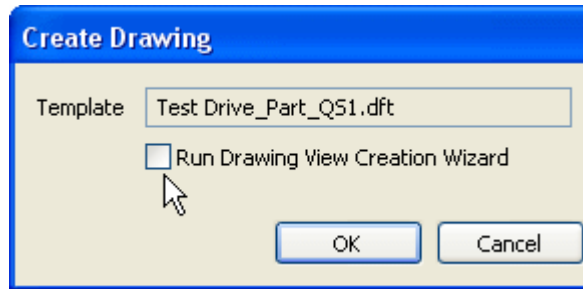 Create Drawing
Template Test Drive_Part_QS1.dft
Run Drawing View Creation Wizard
OK Cancel